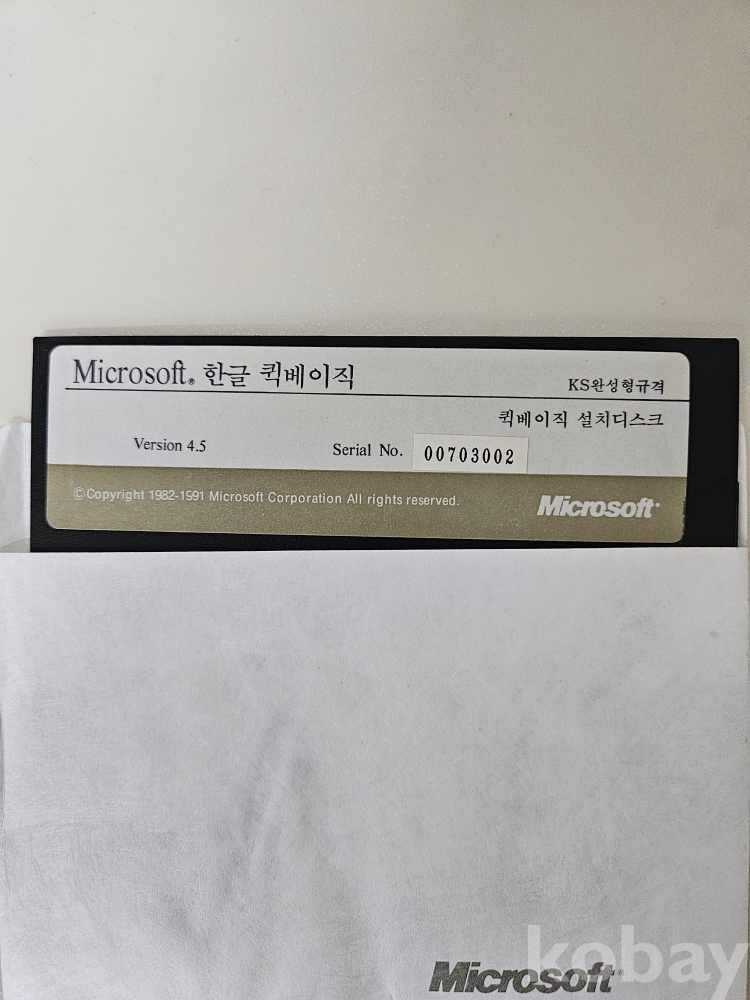 Microsoft® 한글 퀵베이직
KS완성형규격
퀵베이직 설치디스크
Version 4.5
Serial No. 00703002
©Copyright 1982-1991 Microsoft Corporation All rights reserved.
Microsoft®
kobay
Microsoft®